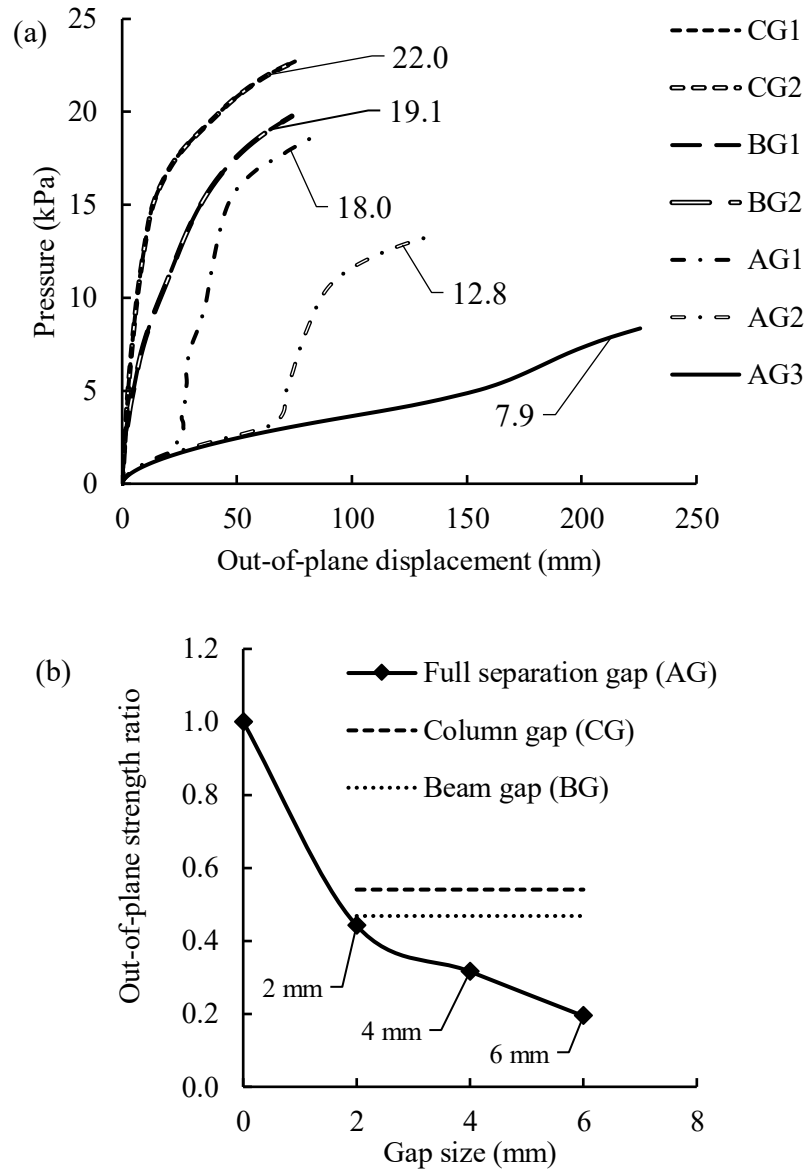 (a)
Pressure (kPa)
25
20
15
10
5
0
0 50 100 150 200 250
Out-of-plane displacement (mm)
22.0
19.1
18.0
12.8
7.9
CG1
CG2
BG1
BG2
AG1
AG2
AG3
(b)
Out-of-plane strength ratio
1.2
1.0
0.8
0.6
0.4
0.2
0.0
0 2 4 6 8
Gap size (mm)
Full separation gap (AG)
Column gap (CG)
Beam gap (BG)
2 mm
4 mm
6 mm